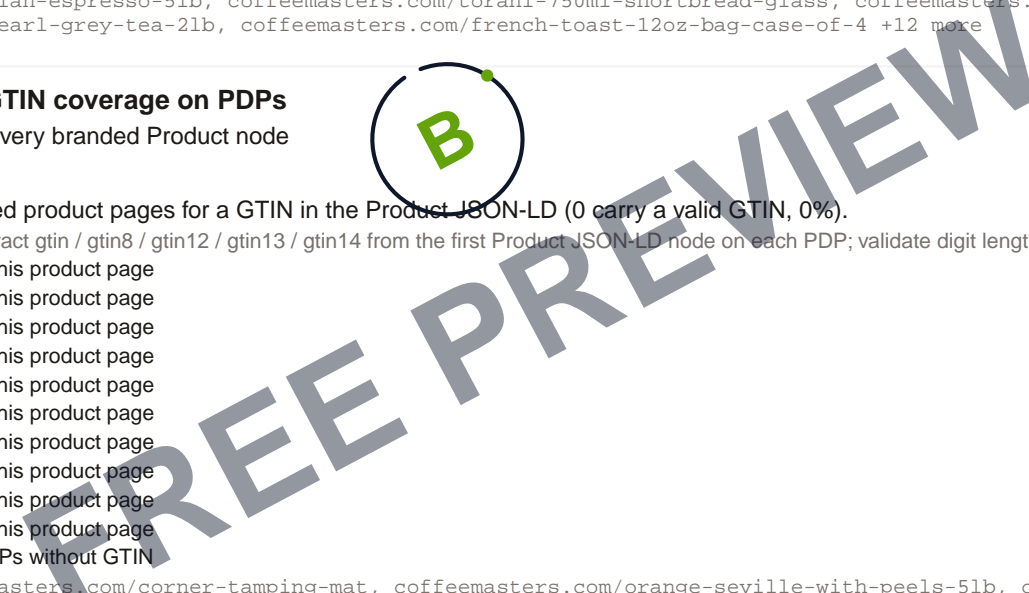 ian-espresso-5lb, coffeemasters.com/torani-750ml-shortbread-glass, coffeemasters.
earl-grey-tea-2lb, coffeemasters.com/french-toast-12oz-bag-case-of-4 +12 more
GTIN coverage on PDPs
very branded Product node
B
ed product pages for a GTIN in the Product JSON-LD (0 carry a valid GTIN, 0%).
ract gtin / gtin8 / gtin12 / gtin13 / gtin14 from the first Product JSON-LD node on each PDP; validate digit lengt
his product page
his product page
his product page
his product page
his product page
his product page
his product page
his product page
his product page
his product page
Ps without GTIN
asters.com/corner-tamping-mat, coffeemasters.com/orange-seville-with-peels-5lb, c
FREE PREVIEW